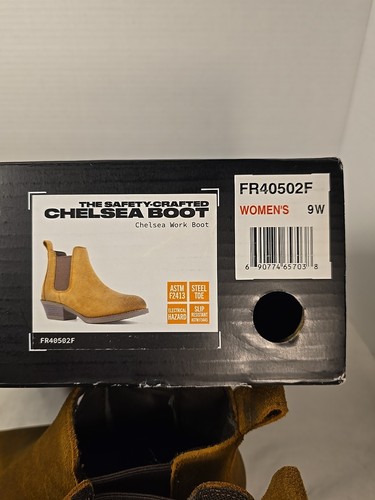 THE SAFETY-CRAFTED
CHELSEA BOOT
Chelsea Work Boot
ASTM
F2413
STEEL
TOE
ELECTRICAL
HAZARD
SLIP
RESISTANT
FR40502F
FR40502F
WOMEN'S 9 W
6 90774 65703 8